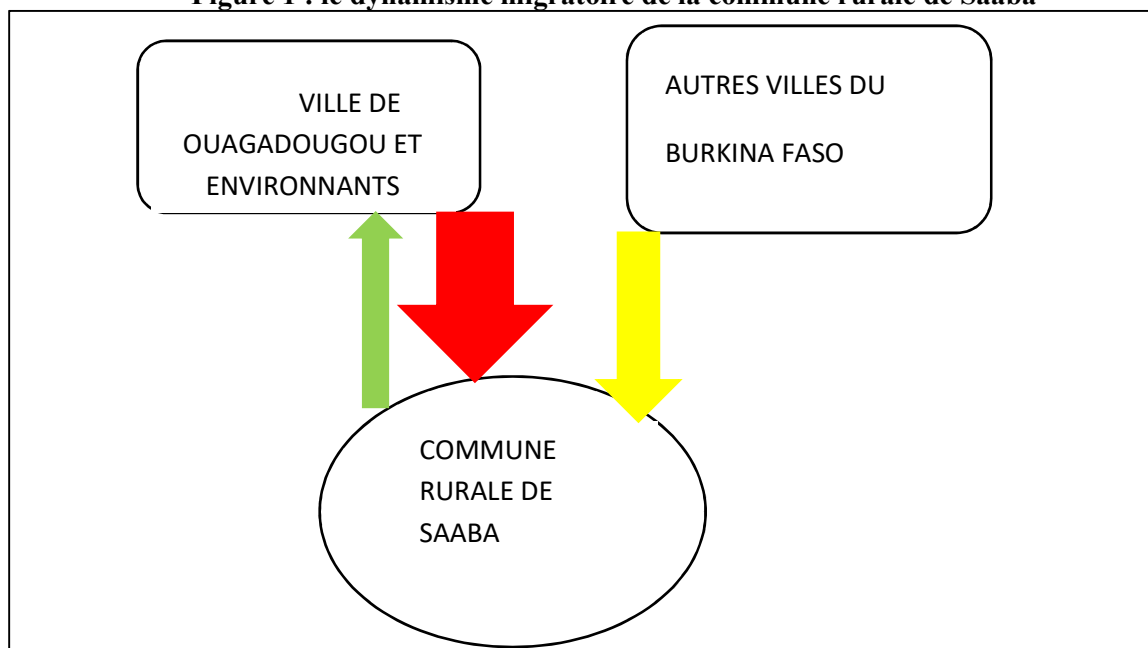 Figure 1 : le dynamisme migratoire de la commune rurale de Saaba
VILLE DE
OUAGADOUGOU ET
ENVIRONNANTS
AUTRES VILLES DU
BURKINA FASO
COMMUNE
RURALE DE
SAABA